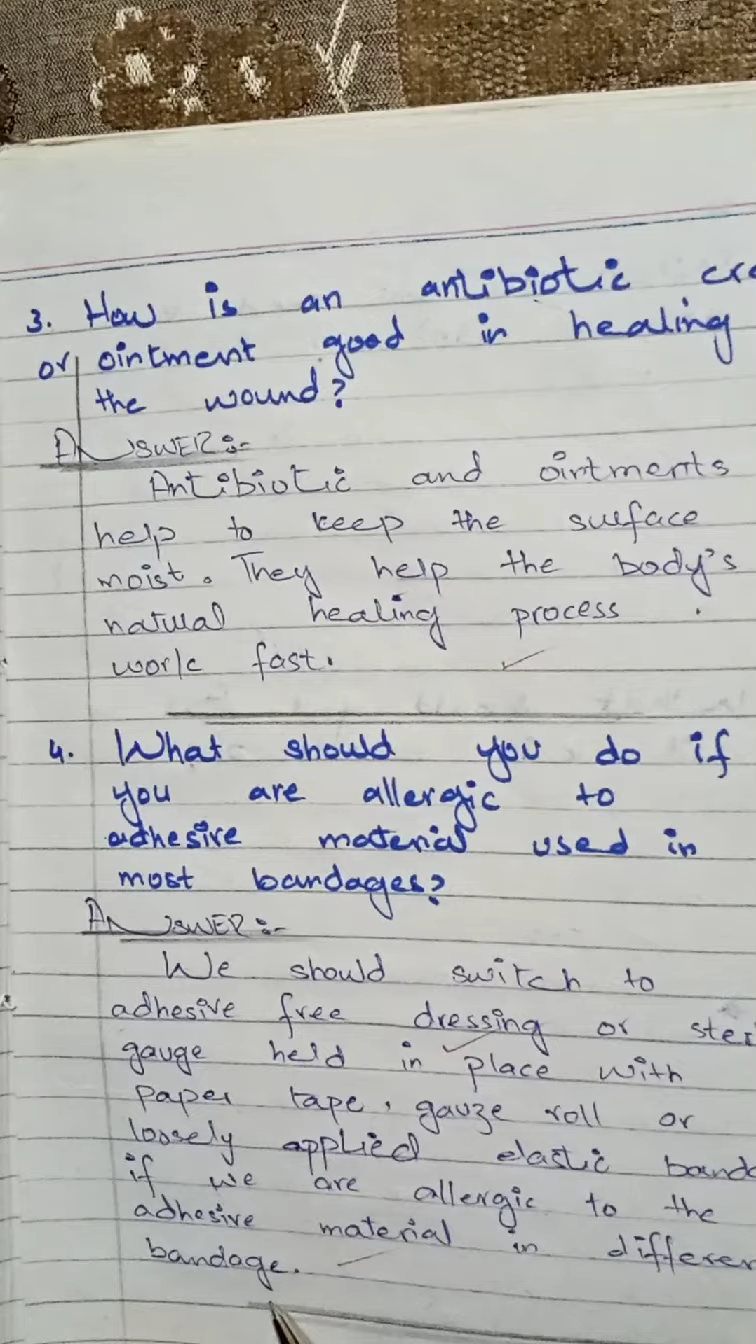 3. How is an antibiotic cre
or ointment good in healing
the wound?
ANSWER:-
Antibiotic and ointments
help to keep the surface
moist. They help the body's
natural healing process
work fast.
4. What should you do if
you are allergic to
adhesive material used in
most bandages?
ANSWER:-
We should switch to
adhesive free dressing or ster
gauge held in place with
paper tape, gauze roll or
loosely applied elastic banda
if we are allergic to the
adhesive material in differen
bandage.